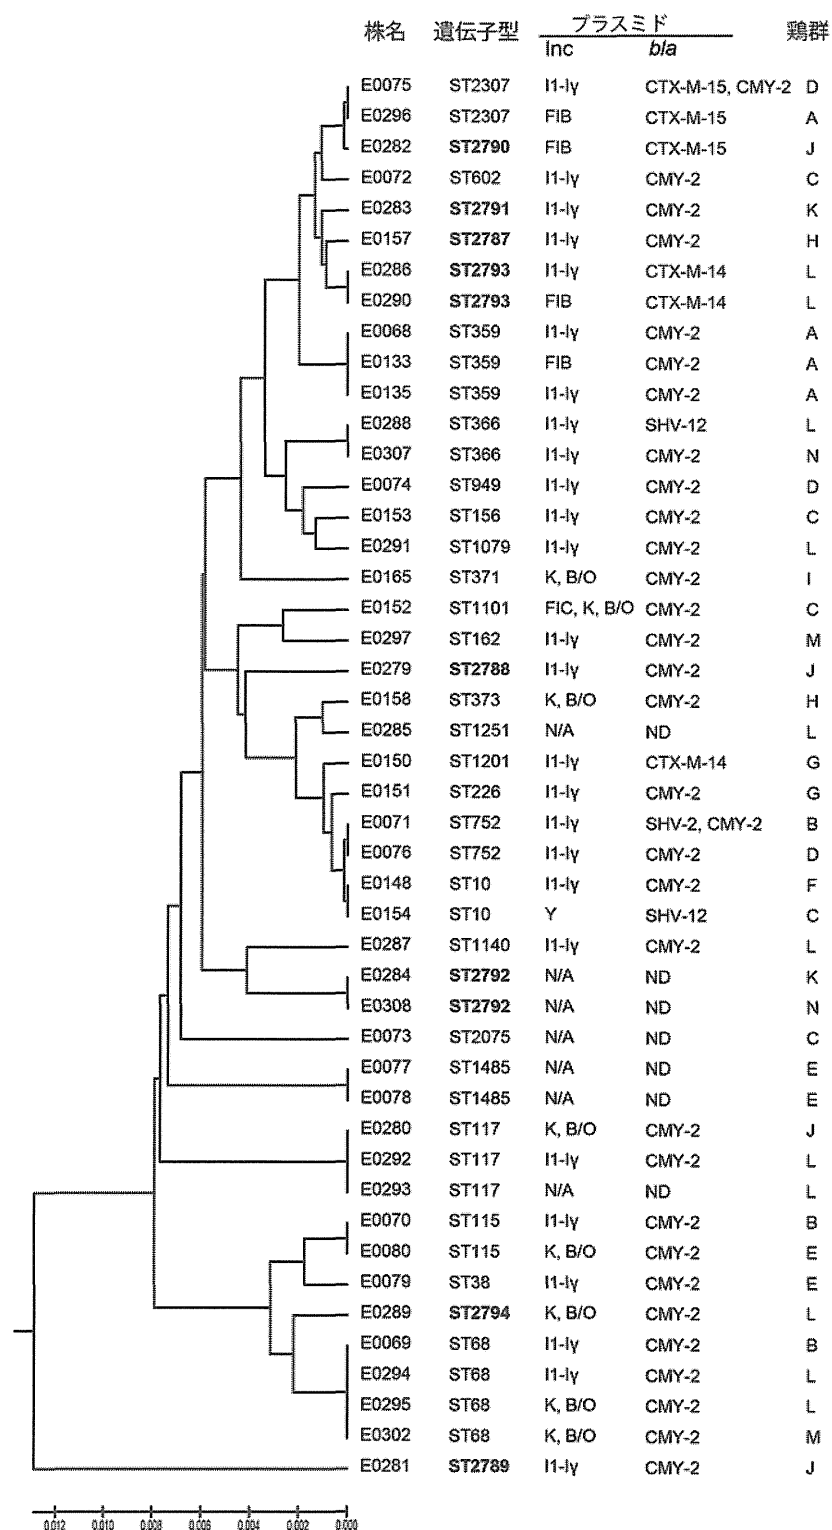 株名 遺伝子型 プラスミド 鶏群
Inc bla
E0075 ST2307 I1-Iγ CTX-M-15, CMY-2 D
E0296 ST2307 FIB CTX-M-15 A
E0282 ST2790 FIB CTX-M-15 J
E0072 ST602 I1-Iγ CMY-2 C
E0283 ST2791 I1-Iγ CMY-2 K
E0157 ST2787 I1-Iγ CMY-2 H
E0286 ST2793 I1-Iγ CTX-M-14 L
E0290 ST2793 FIB CTX-M-14 L
E0068 ST359 I1-Iγ CMY-2 A
E0133 ST359 FIB CMY-2 A
E0135 ST359 I1-Iγ CMY-2 A
E0288 ST366 I1-Iγ SHV-12 L
E0307 ST366 I1-Iγ CMY-2 N
E0074 ST949 I1-Iγ CMY-2 D
E0153 ST156 I1-Iγ CMY-2 C
E0291 ST1079 I1-Iγ CMY-2 L
E0165 ST371 K, B/O CMY-2 I
E0152 ST1101 FIC, K, B/O CMY-2 C
E0297 ST162 I1-Iγ CMY-2 M
E0279 ST2788 I1-Iγ CMY-2 J
E0158 ST373 K, B/O CMY-2 H
E0285 ST1251 N/A ND L
E0150 ST1201 I1-Iγ CTX-M-14 G
E0151 ST226 I1-Iγ CMY-2 G
E0071 ST752 I1-Iγ SHV-2, CMY-2 B
E0076 ST752 I1-Iγ CMY-2 D
E0148 ST10 I1-Iγ CMY-2 F
E0154 ST10 Y SHV-12 C
E0287 ST1140 I1-Iγ CMY-2 L
E0284 ST2792 N/A ND K
E0308 ST2792 N/A ND N
E0073 ST2075 N/A ND C
E0077 ST1485 N/A ND E
E0078 ST1485 N/A ND E
E0280 ST117 K, B/O CMY-2 J
E0292 ST117 I1-Iγ CMY-2 L
E0293 ST117 N/A ND L
E0070 ST115 I1-Iγ CMY-2 B
E0080 ST115 K, B/O CMY-2 E
E0079 ST38 I1-Iγ CMY-2 E
E0289 ST2794 K, B/O CMY-2 L
E0069 ST68 I1-Iγ CMY-2 B
E0294 ST68 I1-Iγ CMY-2 L
E0295 ST68 K, B/O CMY-2 L
E0302 ST68 K, B/O CMY-2 M
E0281 ST2789 I1-Iγ CMY-2 J
0.012 0.010 0.008 0.006 0.004 0.002 0.000